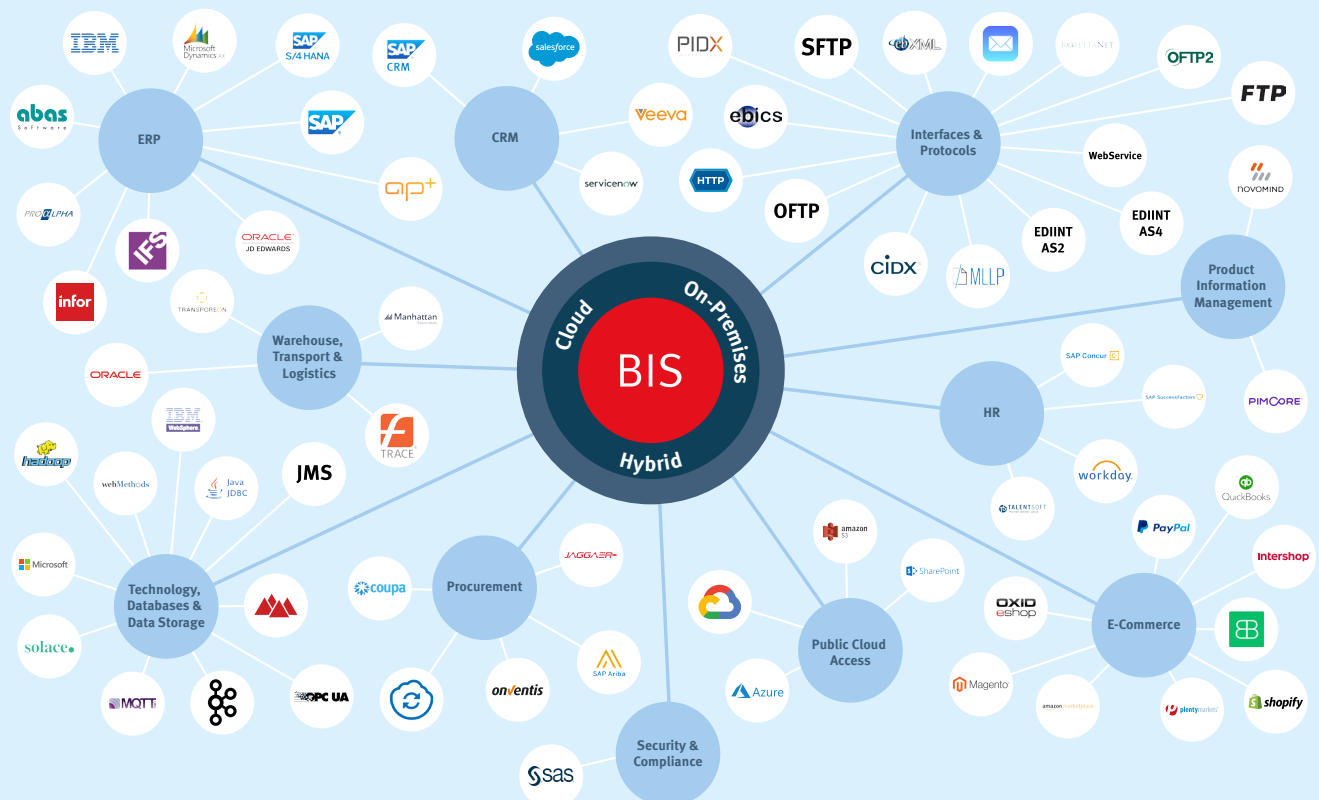 BIS
Cloud
On-Premises
Hybrid
ERP
IBM
Microsoft
Dynamics AX
SAP
S/4 HANA
SAP
ap+
ORACLE
JD EDWARDS
IFS
infor
PROALPHA
abas
Software
CRM
SAP
CRM
salesforce
Veeva
servicenow
Interfaces &
Protocols
PIDX
SFTP
ebXML
ROSETTANET
OFTP2
FTP
WebService
EDIINT
AS4
EDIINT
AS2
MLLP
CIDX
OFTP
HTTP
ebics
Product
Information
Management
NOVOMIND
PIMCORE
HR
SAP Concur
SAP SuccessFactors
workday.
TALENTSOFT
E-Commerce
QuickBooks
PayPal
Intershop
OXID
eshop
Magento
amazon marketplace
plentymarkets
shopify
Public Cloud
Access
amazon
S3
SharePoint
Azure
Security &
Compliance
sas
Procurement
JAGGAER
SAP Ariba
onventis
coupa
Technology,
Databases &
Data Storage
hadoop
webMethods
IBM
WebSphere
Java
JDBC
JMS
OPC UA
MQTT
solace.
Microsoft
Warehouse,
Transport &
Logistics
TRANSPOREON
Manhattan
TRACE
ORACLE